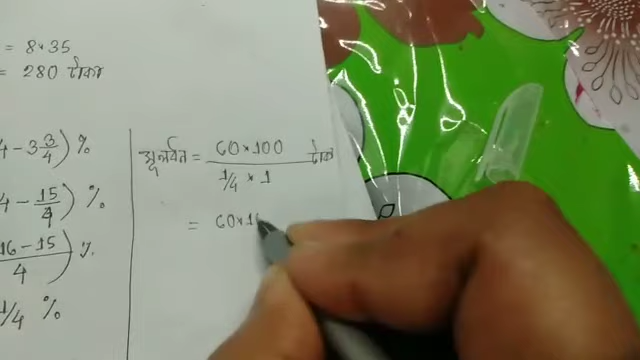 = 8×35
= 280 টাকা
4 - 3 3/4) %
4 - 15/4) %
16 - 15/4) %
1/4 %
মূলধন = 60×100 / 1/4 × 1 টাকা
= 60×1